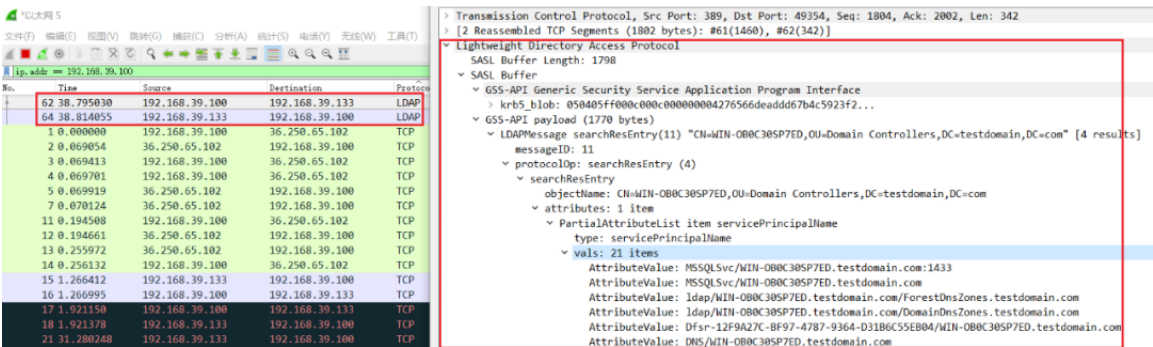 *以太网 5
文件(F) 编辑(E) 视图(V) 跳转(G) 捕获(C) 分析(A) 统计(S) 电话(Y) 无线(W) 工具(T)
ip.addr == 192.168.39.100
No. Time Source Destination Protoco
62 38.795030 192.168.39.100 192.168.39.133 LDAP
64 38.814055 192.168.39.133 192.168.39.100 LDAP
1 0.000000 192.168.39.100 36.250.65.102 TCP
2 0.069054 36.250.65.102 192.168.39.100 TCP
3 0.069413 192.168.39.100 36.250.65.102 TCP
4 0.069701 192.168.39.100 36.250.65.102 TCP
5 0.069919 36.250.65.102 192.168.39.100 TCP
7 0.070124 36.250.65.102 192.168.39.100 TCP
11 0.194508 36.250.65.102 192.168.39.100 TCP
12 0.194661 192.168.39.100 36.250.65.102 TCP
13 0.255972 36.250.65.102 192.168.39.100 TCP
14 0.256132 192.168.39.100 36.250.65.102 TCP
15 1.266412 192.168.39.133 192.168.39.100 TCP
16 1.266995 192.168.39.100 192.168.39.133 TCP
17 1.921150 192.168.39.100 192.168.39.133 TCP
18 1.921378 192.168.39.133 192.168.39.100 TCP
21 31.280248 192.168.39.133 192.168.39.100 TCP
Transmission Control Protocol, Src Port: 389, Dst Port: 49354, Seq: 1804, Ack: 2002, Len: 342
[2 Reassembled TCP Segments (1802 bytes): #61(1460), #62(342)]
Lightweight Directory Access Protocol
SASL Buffer Length: 1798
SASL Buffer
GSS-API Generic Security Service Application Program Interface
krb5_blob: 050405ff000c000c000000004276566deaddd67b4c5923f2...
GSS-API payload (1770 bytes)
LDAPMessage searchResEntry(11) "CN=WIN-OB0C30SP7ED,OU=Domain Controllers,DC=testdomain,DC=com" [4 results]
messageID: 11
protocolOp: searchResEntry (4)
searchResEntry
objectName: CN=WIN-OB0C30SP7ED,OU=Domain Controllers,DC=testdomain,DC=com
attributes: 1 item
PartialAttributeList item servicePrincipalName
type: servicePrincipalName
vals: 21 items
AttributeValue: MSSQLSvc/WIN-OB0C30SP7ED.testdomain.com:1433
AttributeValue: MSSQLSvc/WIN-OB0C30SP7ED.testdomain.com
AttributeValue: ldap/WIN-OB0C30SP7ED.testdomain.com/ForestDnsZones.testdomain.com
AttributeValue: ldap/WIN-OB0C30SP7ED.testdomain.com/DomainDnsZones.testdomain.com
AttributeValue: Dfsr-12F9A27C-BF97-4787-9364-D31B6C55EB04/WIN-OB0C30SP7ED.testdomain.com
AttributeValue: DNS/WIN-OB0C30SP7ED.testdomain.com